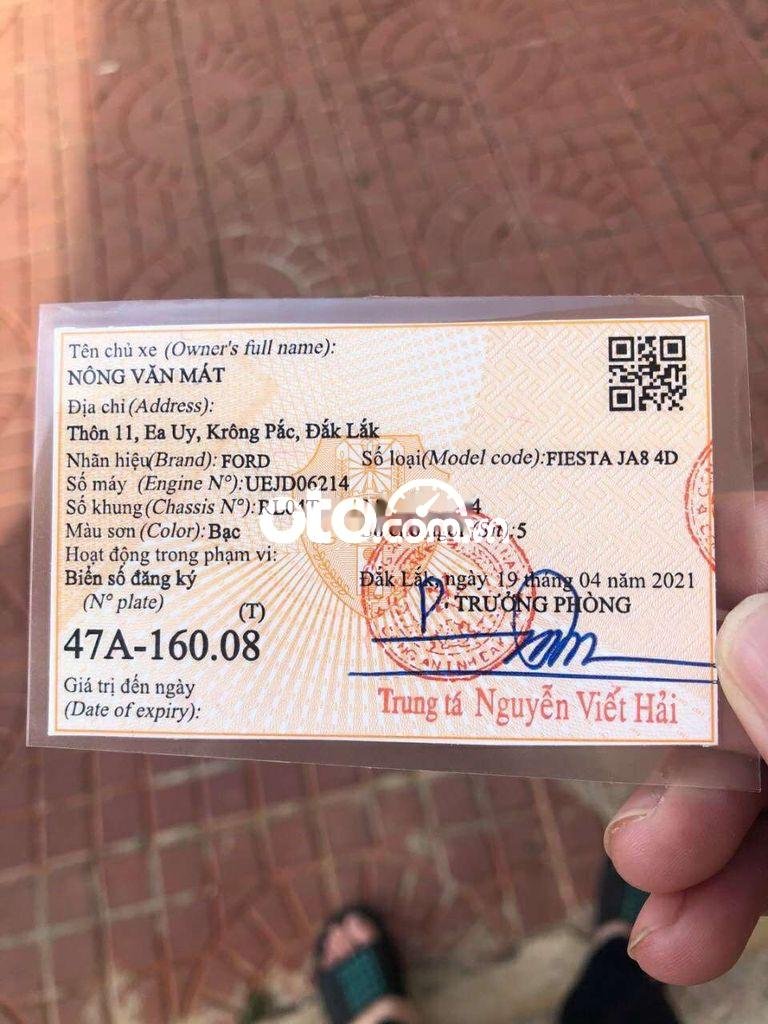 Tên chủ xe (Owner's full name):
NÔNG VĂN MÁT
Địa chỉ (Address):
Thôn 11, Ea Uy, Krông Pắc, Đắk Lắk
Nhãn hiệu(Brand): FORD Số loại(Model code):FIESTA JA8 4D
Số máy (Engine N°):UEJD06214
Số khung (Chassis N°):RL04T 4
Màu sơn (Color): Bạc :5
Hoạt động trong phạm vi:
Biển số đăng ký Đắk Lắk, ngày 19 tháng 04 năm 2021
(N° plate) P. TRƯỞNG PHÒNG
(T)
47A-160.08
Giá trị đến ngày
(Date of expiry):
Trung tá Nguyễn Viết Hải
oto.com.vn